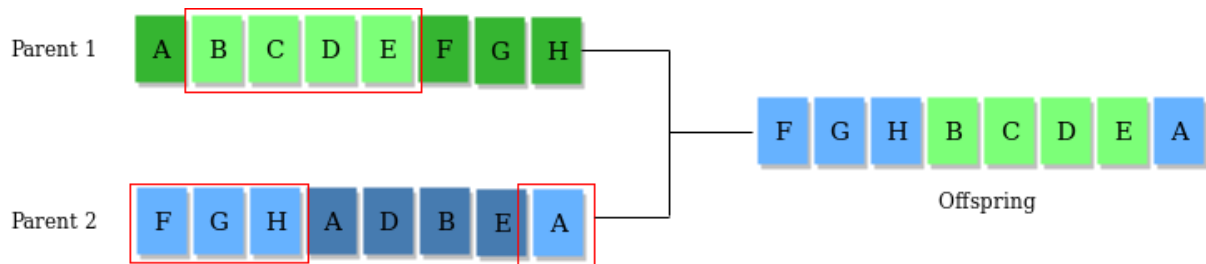 Parent 1 A B C D E F G H
F G H B C D E A
Offspring
Parent 2 F G H A D B E A